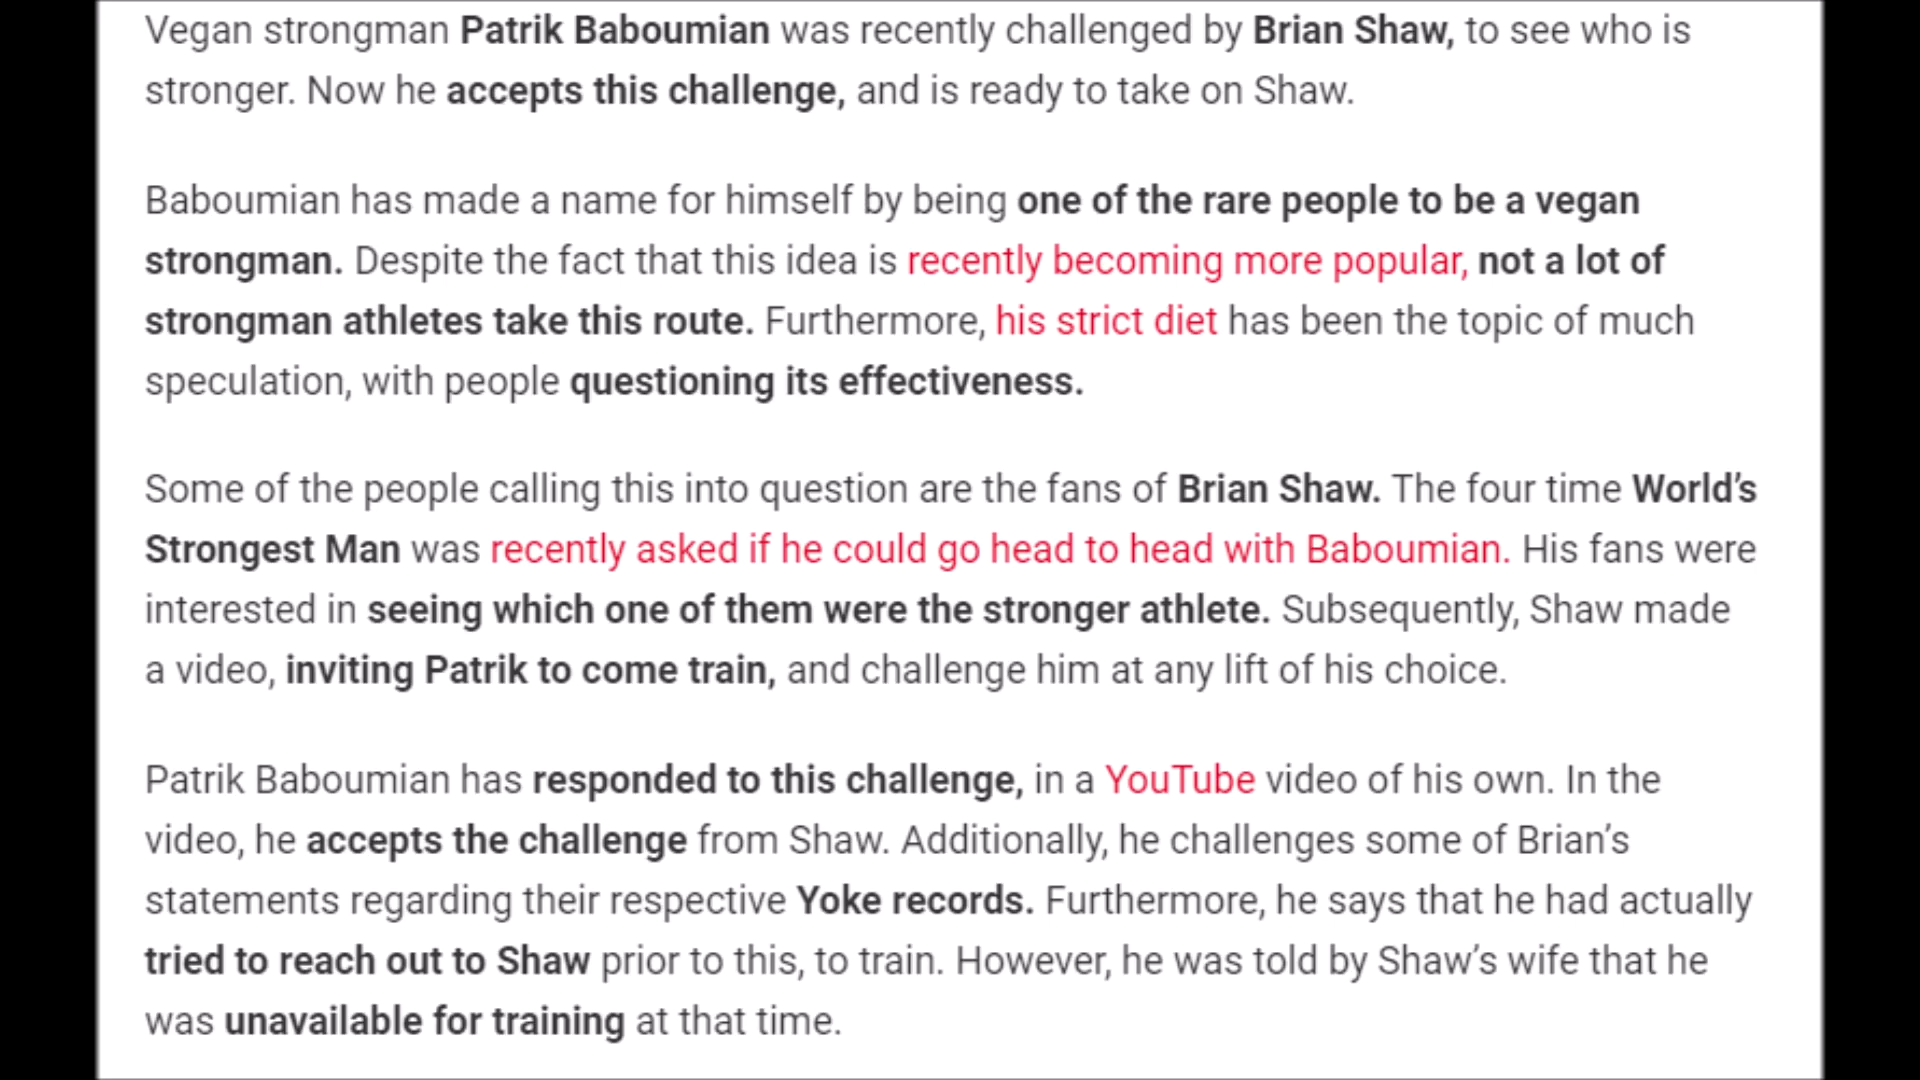 Vegan strongman Patrik Baboumian was recently challenged by Brian Shaw, to see who is
stronger. Now he accepts this challenge, and is ready to take on Shaw.
Baboumian has made a name for himself by being one of the rare people to be a vegan
strongman. Despite the fact that this idea is recently becoming more popular, not a lot of
strongman athletes take this route. Furthermore, his strict diet has been the topic of much
speculation, with people questioning its effectiveness.
Some of the people calling this into question are the fans of Brian Shaw. The four time World’s
Strongest Man was recently asked if he could go head to head with Baboumian. His fans were
interested in seeing which one of them were the stronger athlete. Subsequently, Shaw made
a video, inviting Patrik to come train, and challenge him at any lift of his choice.
Patrik Baboumian has responded to this challenge, in a YouTube video of his own. In the
video, he accepts the challenge from Shaw. Additionally, he challenges some of Brian’s
statements regarding their respective Yoke records. Furthermore, he says that he had actually
tried to reach out to Shaw prior to this, to train. However, he was told by Shaw’s wife that he
was unavailable for training at that time.